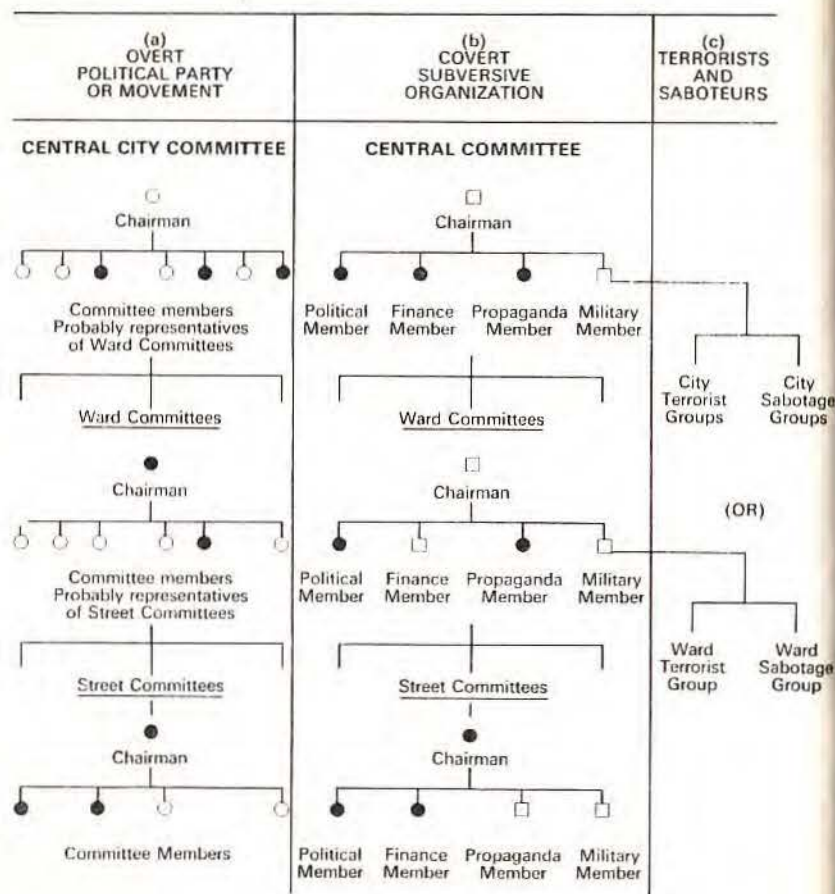 (a)
OVERT
POLITICAL PARTY
OR MOVEMENT
(b)
COVERT
SUBVERSIVE
ORGANIZATION
(c)
TERRORISTS
AND
SABOTEURS
CENTRAL CITY COMMITTEE
CENTRAL COMMITTEE
Chairman
Chairman
Committee members
Probably representatives
of Ward Committees
Political
Member
Finance
Member
Propaganda
Member
Military
Member
City
Terrorist
Groups
City
Sabotage
Groups
Ward Committees
Ward Committees
Chairman
Chairman
(OR)
Committee members
Probably representatives
of Street Committees
Political
Member
Finance
Member
Propaganda
Member
Military
Member
Ward
Terrorist
Group
Ward
Sabotage
Group
Street Committees
Street Committees
Chairman
Chairman
Committee Members
Political
Member
Finance
Member
Propaganda
Member
Military
Member